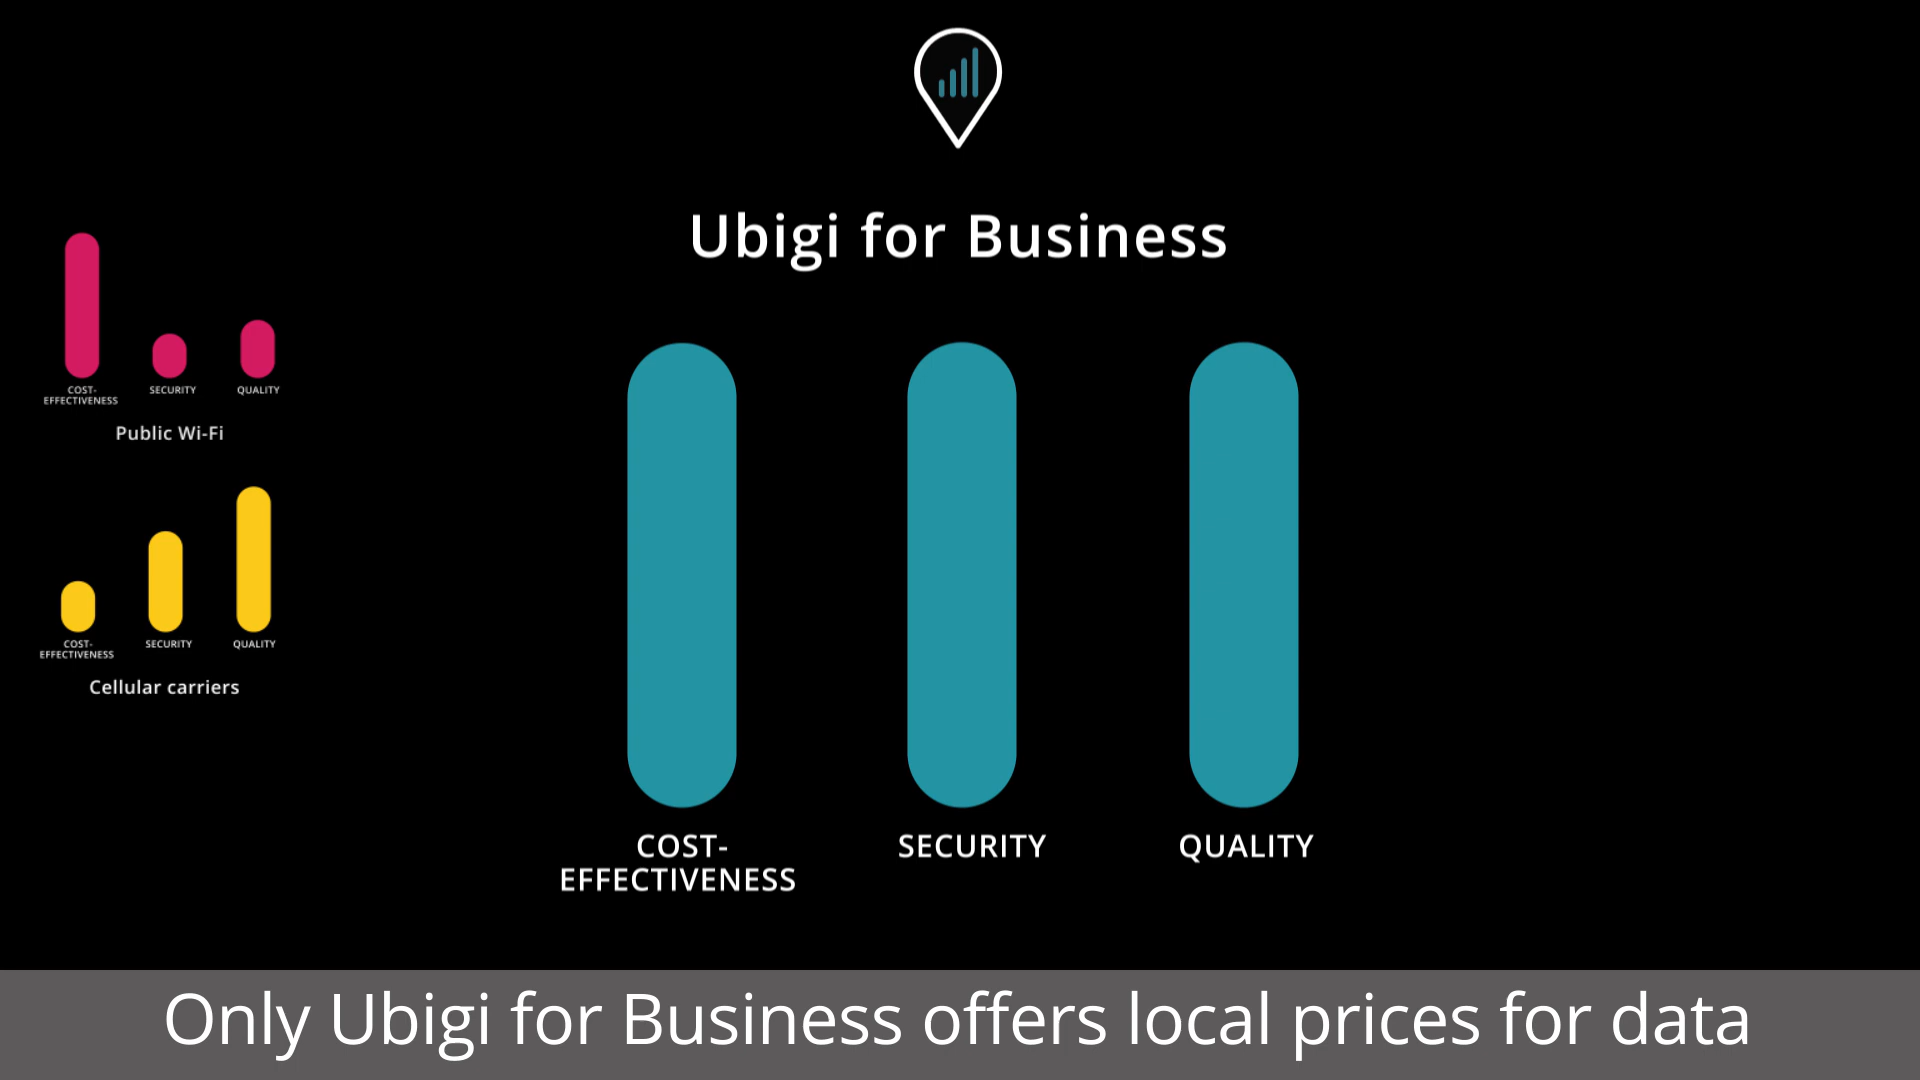 Ubigi for Business
COST-
EFFECTIVENESS
SECURITY
QUALITY
Public Wi-Fi
COST-
EFFECTIVENESS
SECURITY
QUALITY
Cellular carriers
COST-
EFFECTIVENESS
SECURITY
QUALITY
Only Ubigi for Business offers local prices for data